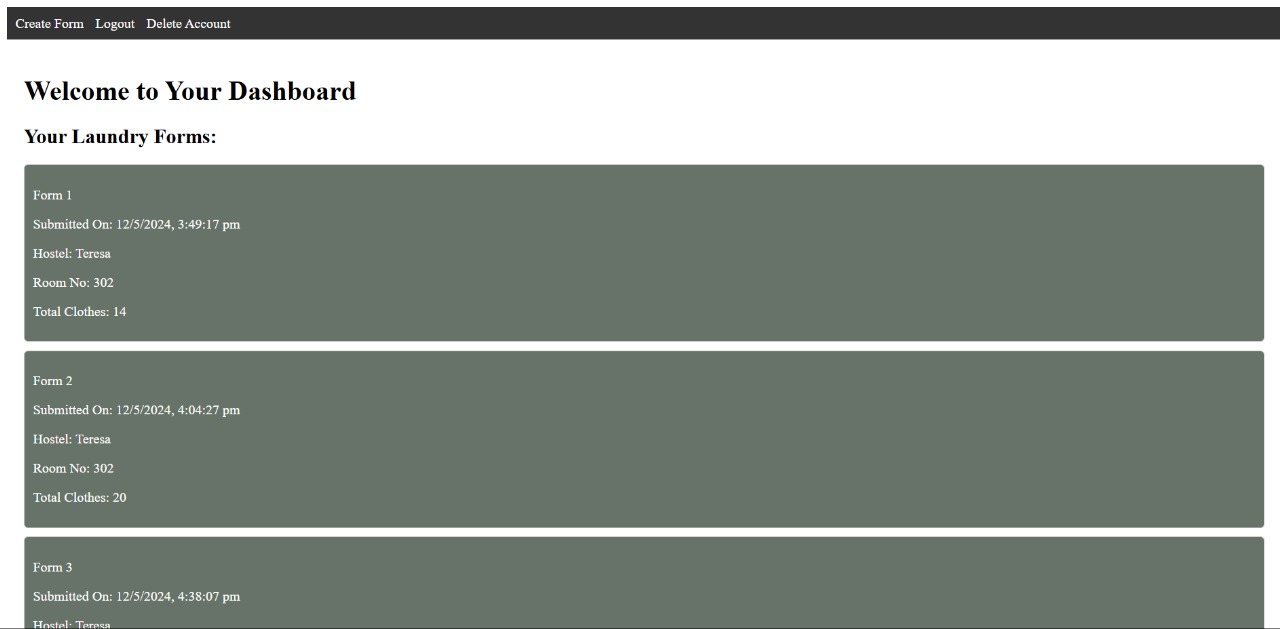 Create Form Logout Delete Account
Welcome to Your Dashboard
Your Laundry Forms:
Form 1
Submitted On: 12/5/2024, 3:49:17 pm
Hostel: Teresa
Room No: 302
Total Clothes: 14
Form 2
Submitted On: 12/5/2024, 4:04:27 pm
Hostel: Teresa
Room No: 302
Total Clothes: 20
Form 3
Submitted On: 12/5/2024, 4:38:07 pm
Hostel: Teresa